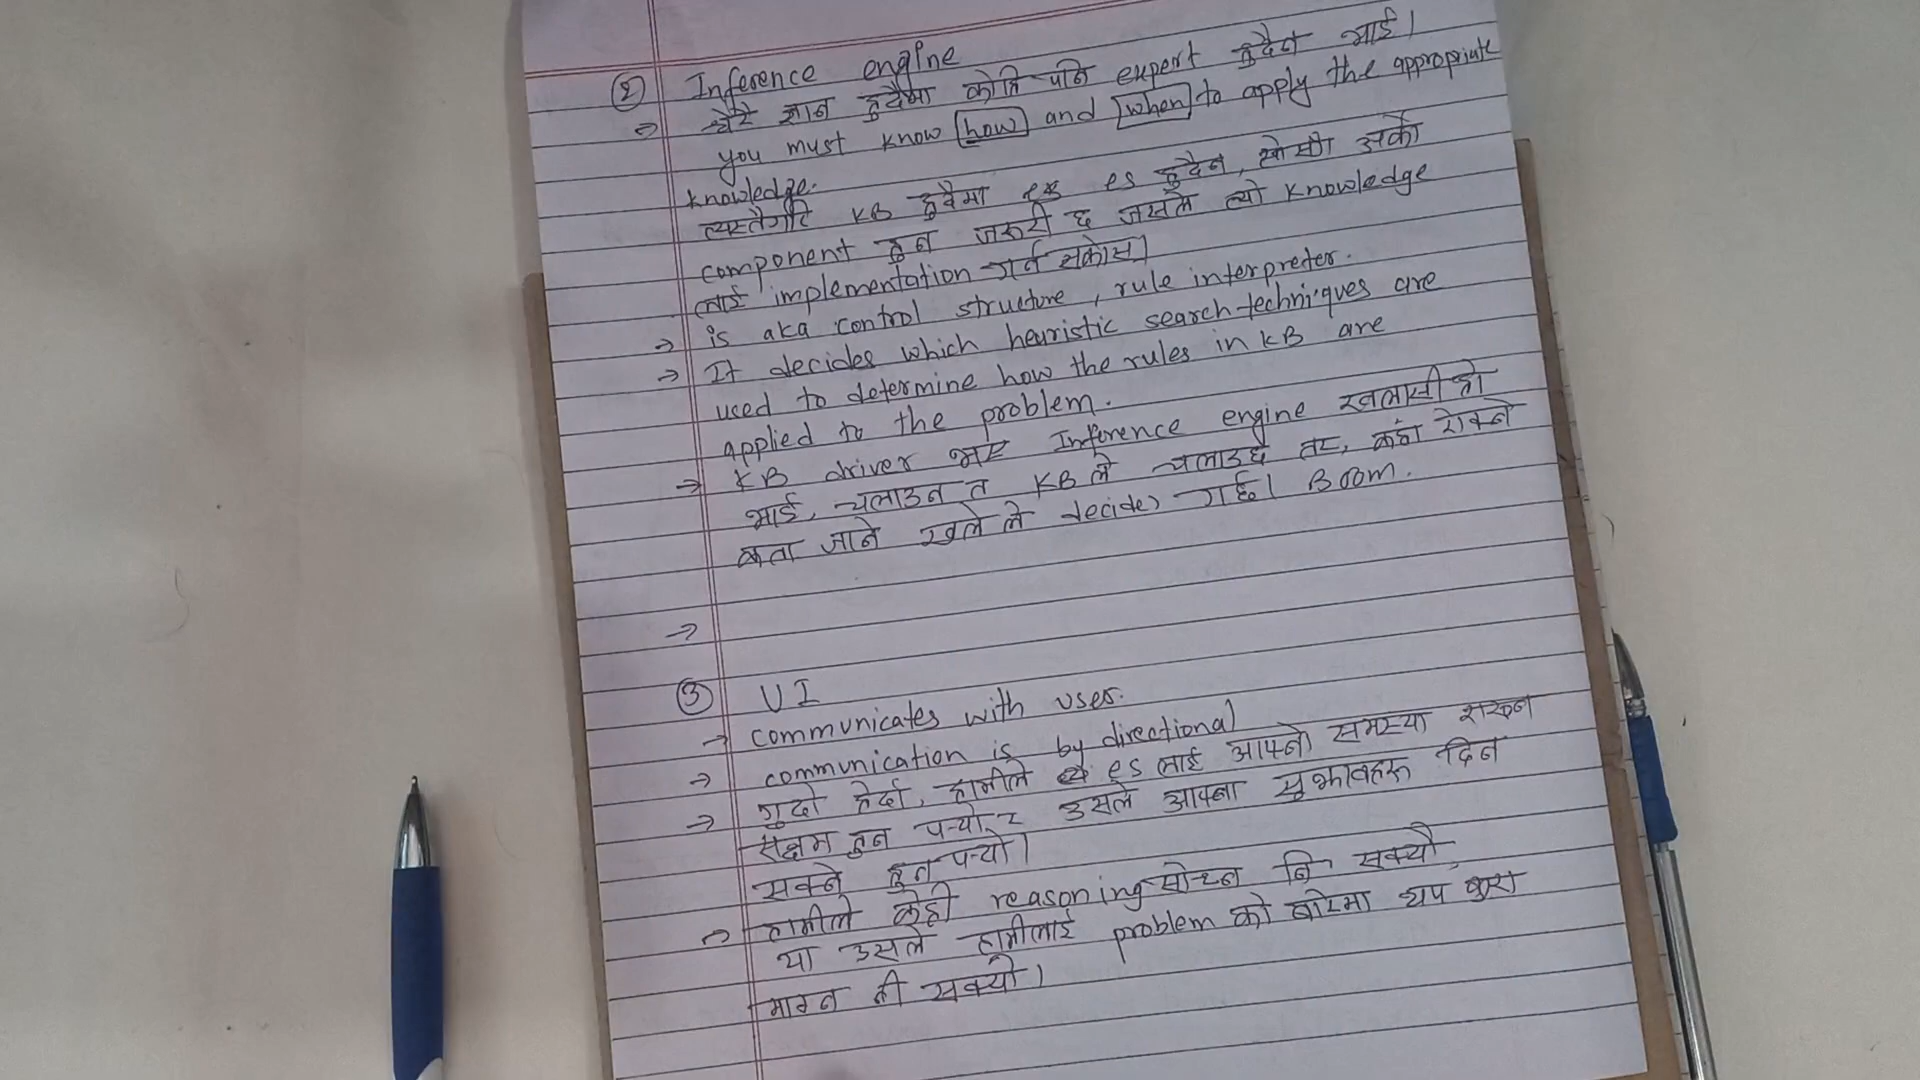 ② Inference engine
⇒ धेरै ज्ञान हुदैमा कोहि पनि expert हुदैन भाई।
you must know how and when to apply the appropriate
knowledge.
त्यस्तैगरि KB हुदैमा es हुदैन, अर्को
component हुन जरूरी छ जसले त्यो knowledge
लाई implementation गर्न सकोस।
⇒ is aka control structure, rule interpreter.
⇒ It decides which heuristic search techniques are
used to determine how the rules in KB are
applied to the problem.
⇒ KB driver भए Inference engine खलासी हो
भाई, चलाउन त KB ले चलाउछ तर, कहा रोक्ने
कता जाने खलेले decide गर्छ। Boom.
⇒
③ UI
→ communicates with user.
⇒ communication is by directional
⇒ गुदो हेर्दा, हामीले es लाई आफ्नो समस्या राख्न
सक्षम हुन पर्यो र उसले आफ्ना सुझावहरू दिन
सक्ने हुन पर्यो।
⇒ हामीले केही reasoning सोध्न नि सक्यौ,
या उसले हामीलाई problem को बारेमा थप कुरा
माग्न नी सक्यो।